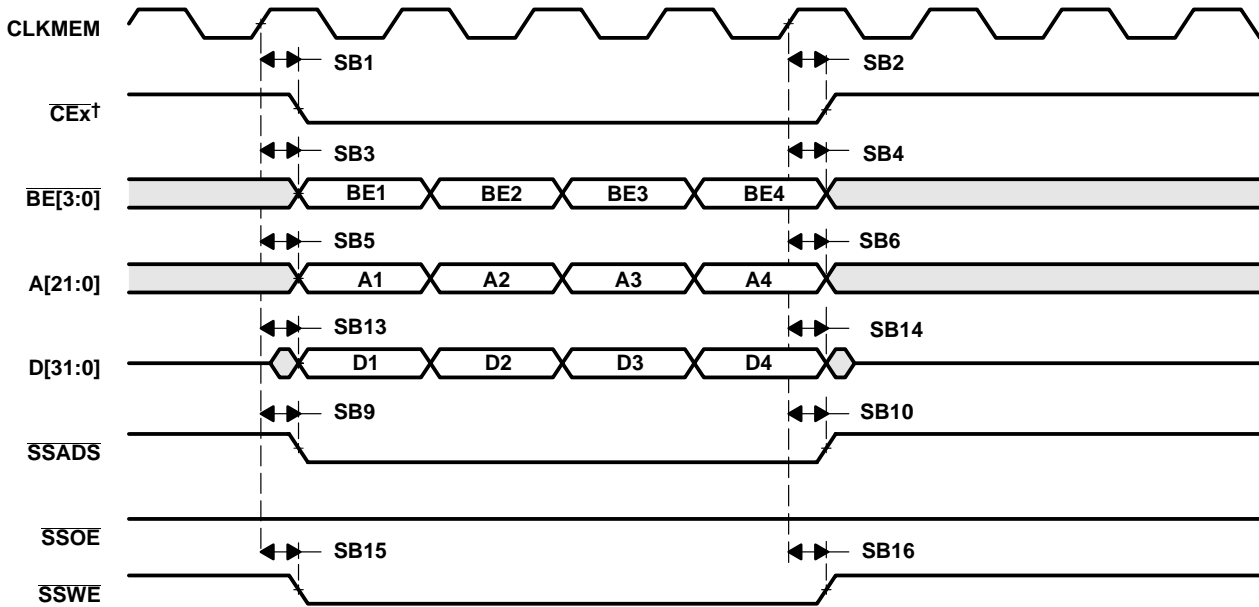 CLKMEM
SB1 SB2
CEx†
SB3 SB4
BE[3:0] BE1 BE2 BE3 BE4
SB5 SB6
A[21:0] A1 A2 A3 A4
SB13 SB14
D[31:0] D1 D2 D3 D4
SB9 SB10
SSADS
SSOE
SB15 SB16
SSWE